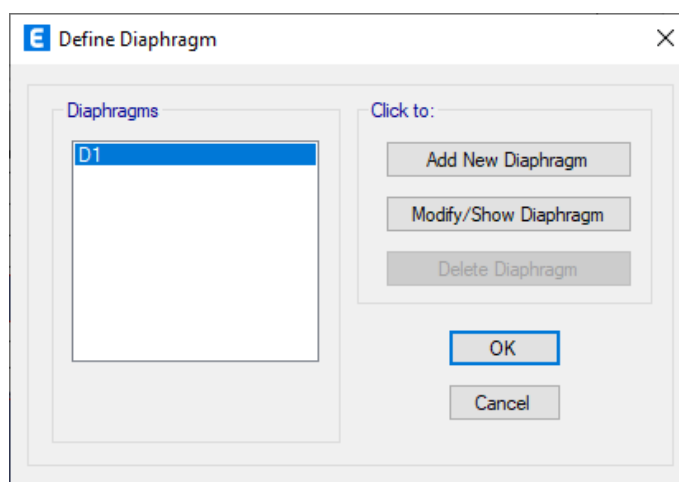 E Define Diaphragm
Diaphragms
D1
Click to:
Add New Diaphragm
Modify/Show Diaphragm
Delete Diaphragm
OK
Cancel